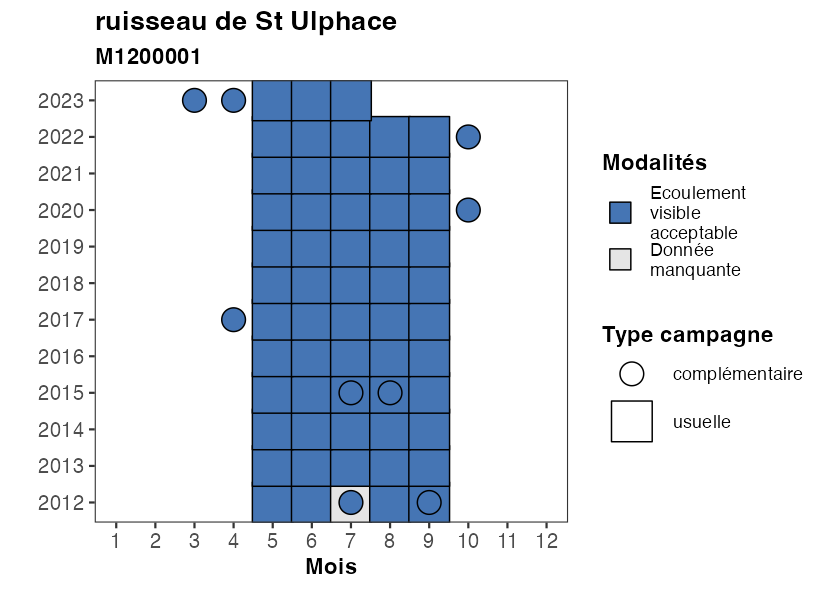 ruisseau de St Ulphace
M1200001
2023
2022
2021
2020
2019
2018
2017
2016
2015
2014
2013
2012
1 2 3 4 5 6 7 8 9 10 11 12
Mois
Modalités
Ecoulement
visible
acceptable
Donnée
manquante
Type campagne
complémentaire
usuelle